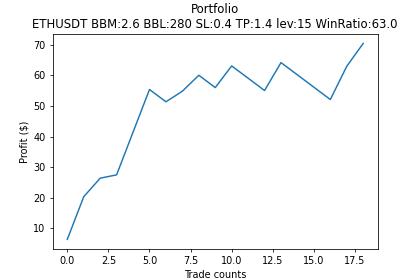 Portfolio
ETHUSDT BBM:2.6 BBL:280 SL:0.4 TP:1.4 lev:15 WinRatio:63.0
70
60
50
40
30
20
10
Profit ($)
0.0 2.5 5.0 7.5 10.0 12.5 15.0 17.5
Trade counts